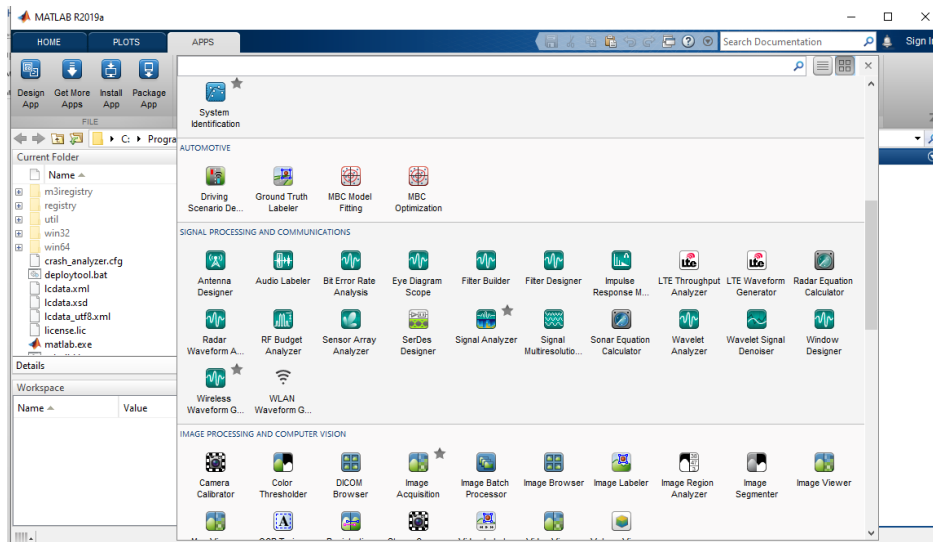 MATLAB R2019a
HOME PLOTS APPS
Search Documentation
Sign In
Design App
Get More Apps
Install App
Package App
FILE
C: Progra
Current Folder
Name
m3iregistry
registry
util
win32
win64
crash_analyzer.cfg
deploytool.bat
lcdata.xml
lcdata.xsd
lcdata_utf8.xml
license.lic
matlab.exe
Details
Workspace
Name Value
System Identification
AUTOMOTIVE
Driving Scenario De...
Ground Truth Labeler
MBC Model Fitting
MBC Optimization
SIGNAL PROCESSING AND COMMUNICATIONS
Antenna Designer
Audio Labeler
Bit Error Rate Analysis
Eye Diagram Scope
Filter Builder
Filter Designer
Impulse Response M...
LTE Throughput Analyzer
LTE Waveform Generator
Radar Equation Calculator
Radar Waveform A...
RF Budget Analyzer
Sensor Array Analyzer
SerDes Designer
Signal Analyzer
Signal Multiresolutio...
Sonar Equation Calculator
Wavelet Analyzer
Wavelet Signal Denoiser
Window Designer
Wireless Waveform G...
WLAN Waveform G...
IMAGE PROCESSING AND COMPUTER VISION
Camera Calibrator
Color Thresholder
DICOM Browser
Image Acquisition
Image Batch Processor
Image Browser
Image Labeler
Image Region Analyzer
Image Segmenter
Image Viewer